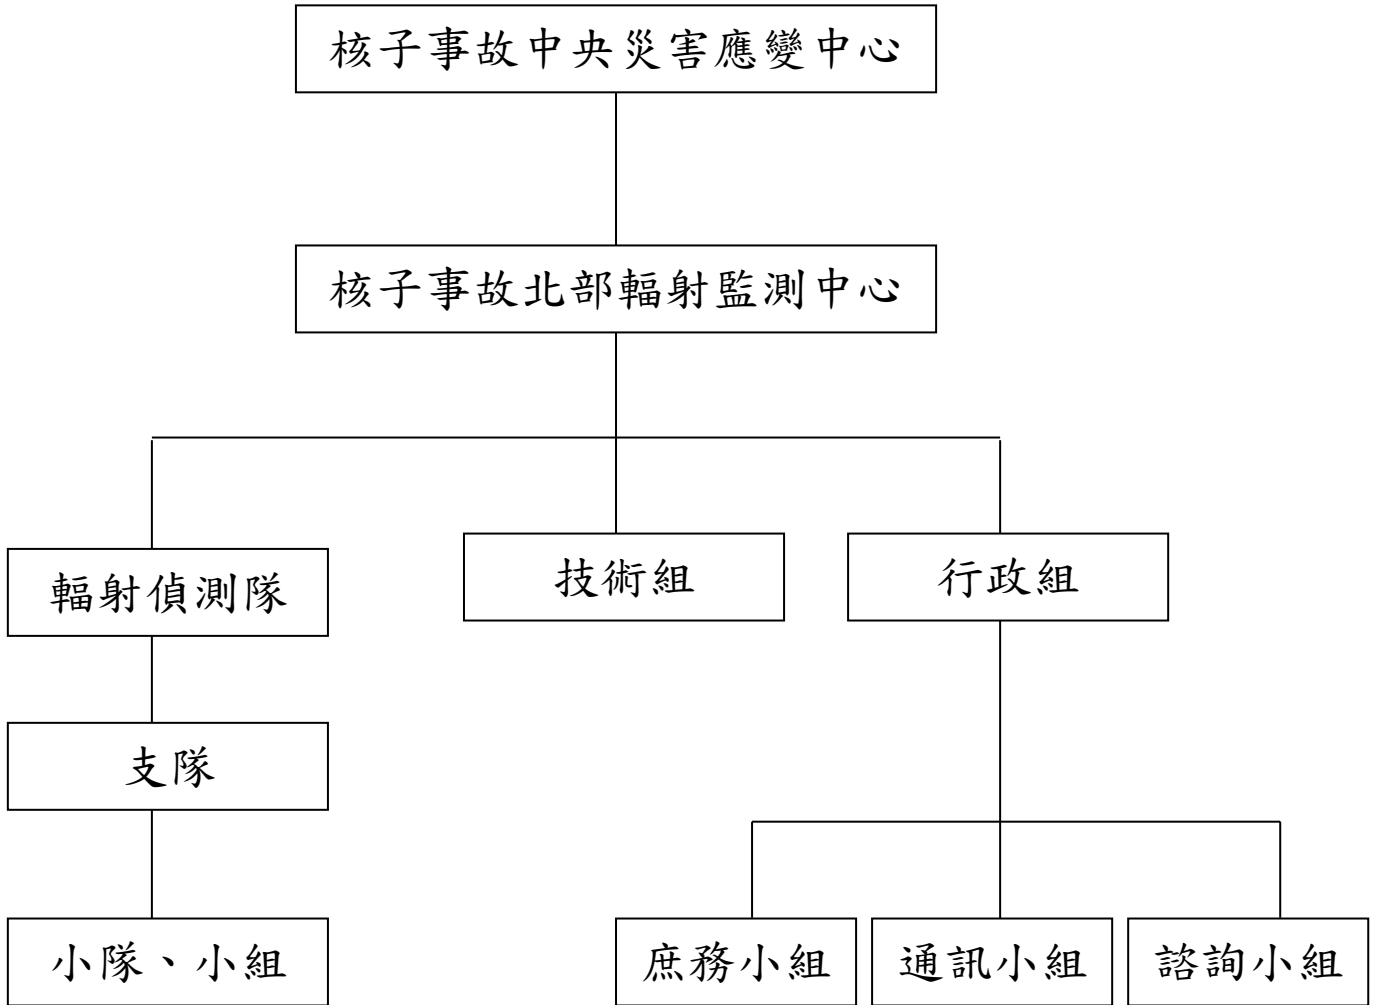 核子事故中央災害應變中心
核子事故北部輻射監測中心
輻射偵測隊
技術組
行政組
支隊
小隊、小組
庶務小組
通訊小組
諮詢小組